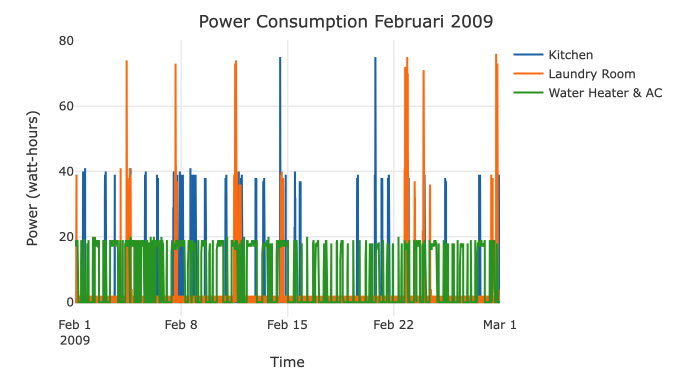 Power Consumption Februari 2009
Kitchen
Laundry Room
Water Heater & AC
Power (watt-hours)
80
60
40
20
0
Feb 1
2009
Feb 8
Feb 15
Feb 22
Mar 1
Time